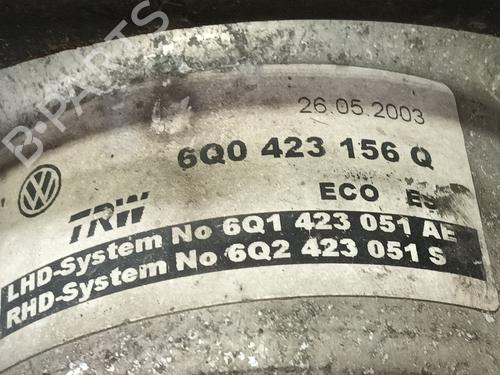 26.05.2003
6Q0 423 156 Q
ECO
TRW
LHD-System No 6Q1 423 051 AE
RHD-System No 6Q2 423 051 S
B-PARTS